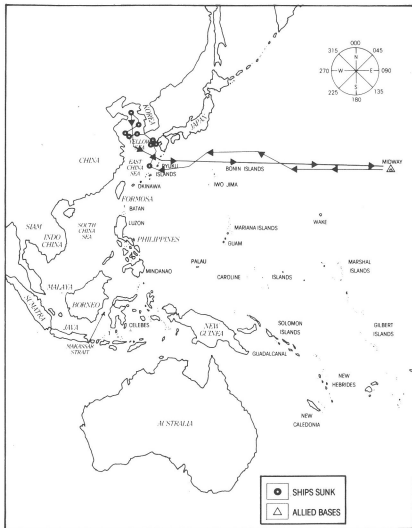 000
315
045
N
270
W
E
090
S
225
135
180
KOREA
JAPAN
YELLOW
SEA
CHINA
EAST
CHINA
SEA
RYUKU
ISLANDS
BONIN ISLANDS
MIDWAY
OKINAWA
IWO JIMA
FORMOSA
BATAN
LUZON
WAKE
SIAM
INDO
CHINA
SOUTH
CHINA
SEA
MARIANA ISLANDS
GUAM
PHILIPPINES
PALAU
MARSHAL
ISLANDS
MINDANAO
CAROLINE
ISLANDS
MALAYA
BORNEO
SUMATRA
CELEBES
NEW
GUINEA
SOLOMON
ISLANDS
GILBERT
ISLANDS
JAVA
MAKASSAR
STRAIT
GUADALCANAL
NEW
HEBRIDES
NEW
CALEDONIA
AUSTRALIA
SHIPS SUNK
ALLIED BASES